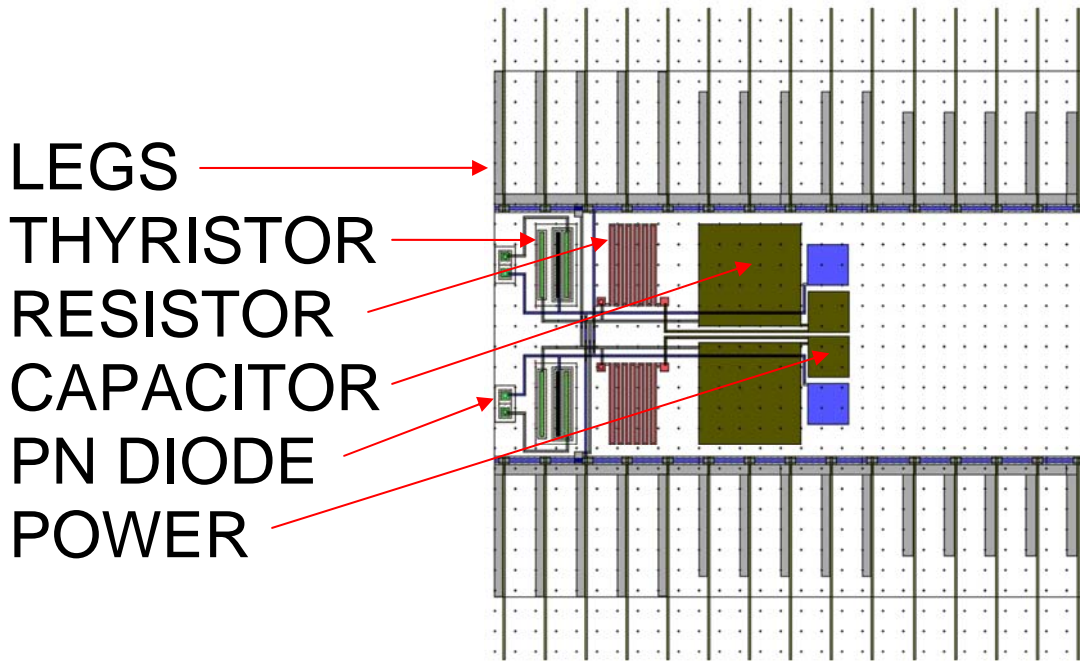 LEGS
THYRISTOR
RESISTOR
CAPACITOR
PN DIODE
POWER